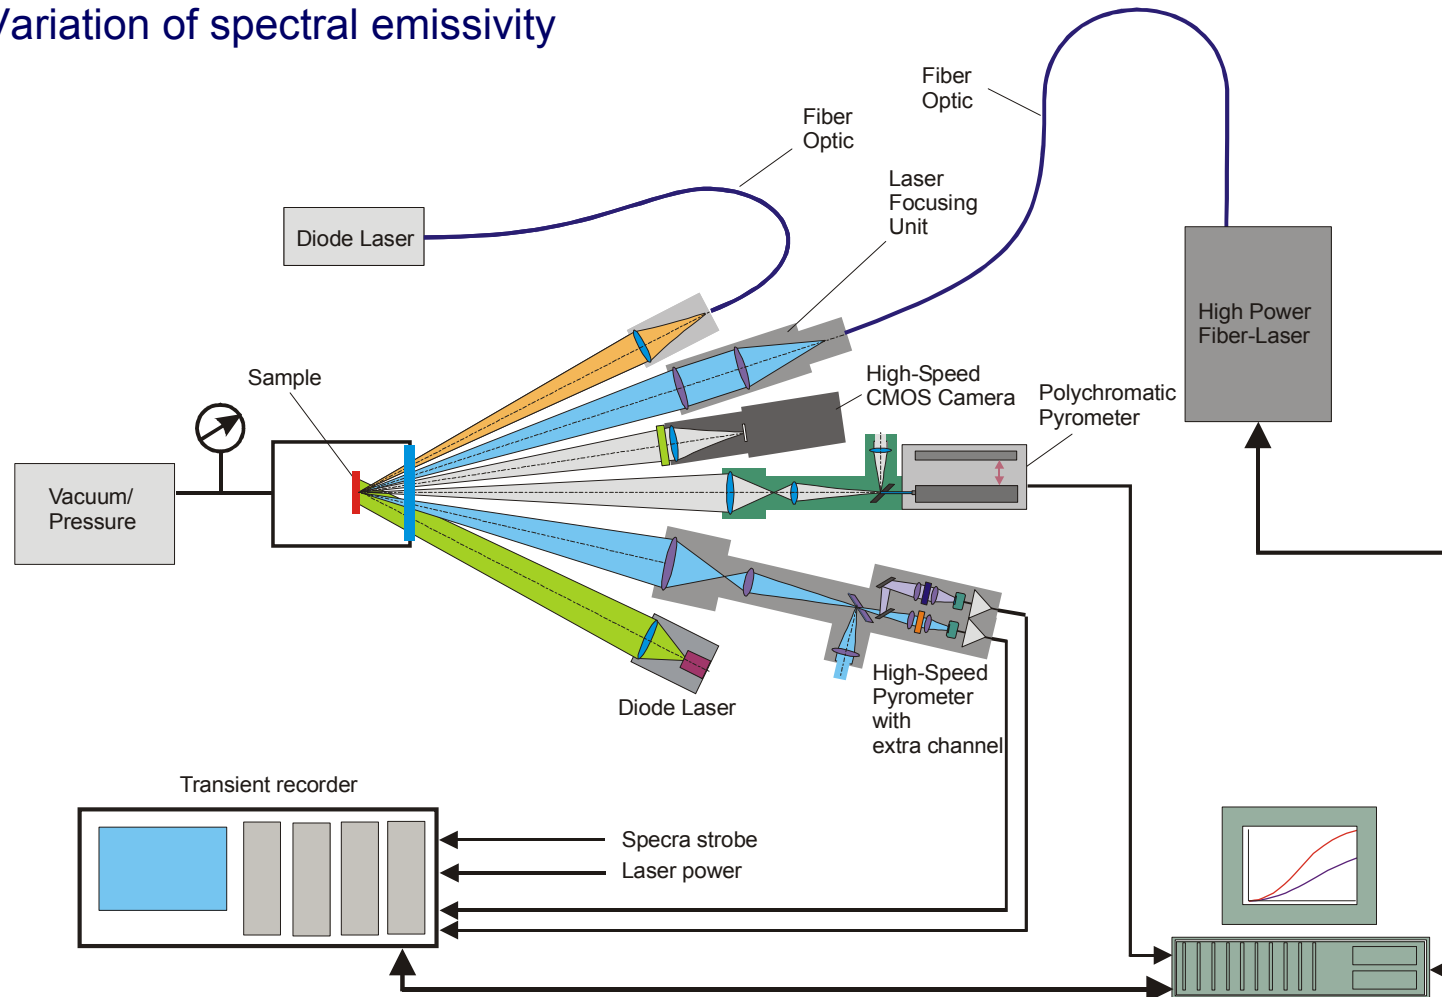 Variation of spectral emissivity
Fiber
Optic
Fiber
Optic
Laser
Focusing
Unit
Diode Laser
High Power
Fiber-Laser
Sample
High-Speed
CMOS Camera
Polychromatic
Pyrometer
Vacuum/
Pressure
High-Speed
Pyrometer
with
extra channel
Diode Laser
Transient recorder
Specra strobe
Laser power